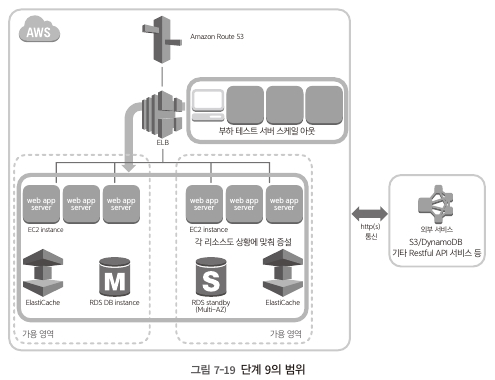 AWS
Amazon Route 53
ELB
부하 테스트 서버 스케일 아웃
web app
server
web app
server
web app
server
web app
server
web app
server
web app
server
EC2 instance
EC2 instance
각 리소스도 상황에 맞춰 증설
M
S
ElastiCache
RDS DB instance
RDS standby
(Multi-AZ)
ElastiCache
가용 영역
가용 영역
http(s)
통신
외부 서비스
S3/DynamoDB
기타 Restful API 서비스 등
그림 7-19 단계 9의 범위